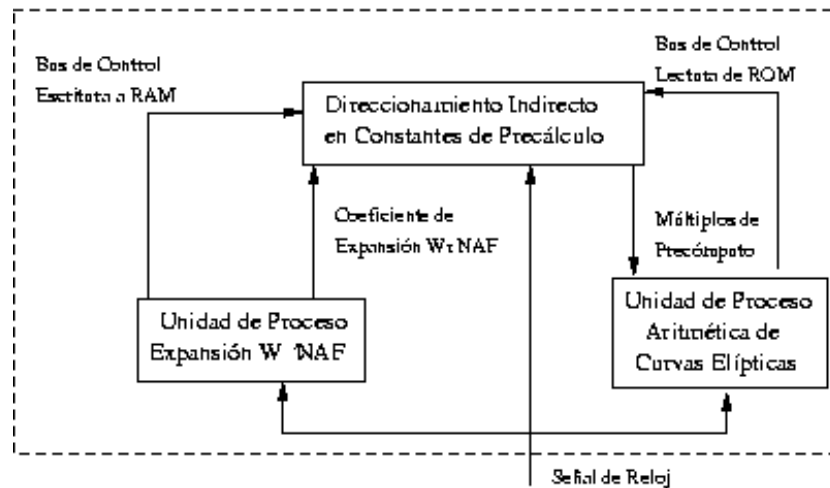 Bus de Control
Escritura a RAM
Bus de Control
Lectura de ROM
Direccionamiento Indirecto
en Constantes de Precálculo
Coeficiente de
Expansión Wτ NAF
Múltiplos de
Precómputo
Unidad de Proceso
Expansión W NAF
Unidad de Proceso
Aritmética de
Curvas Elípticas
Señal de Reloj